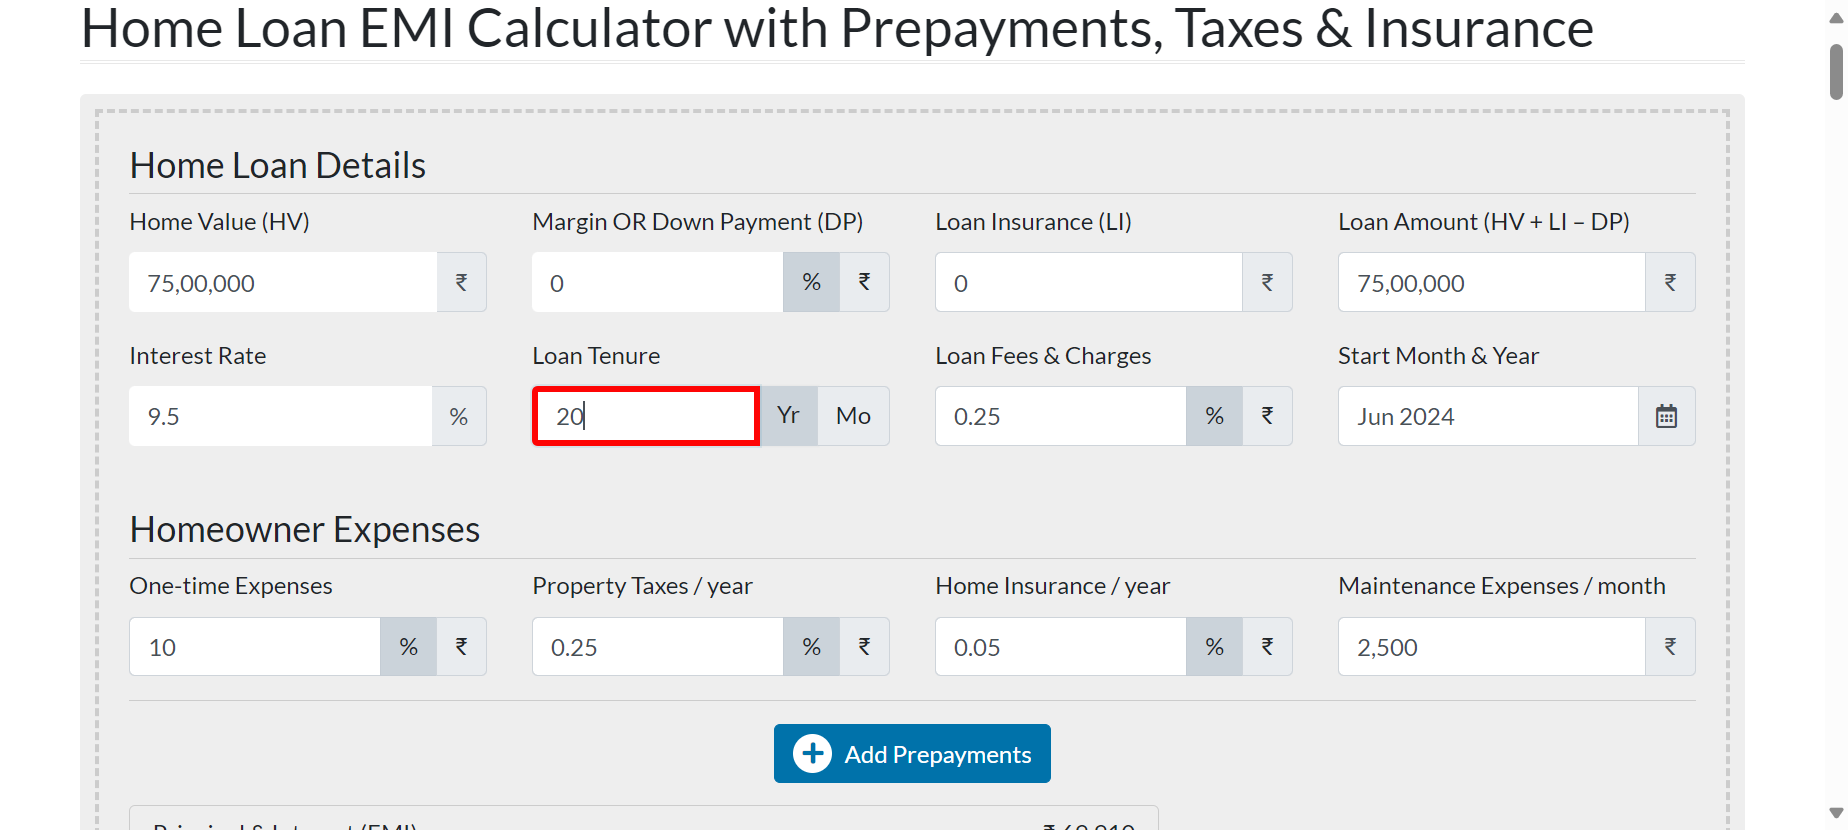 Home Loan EMI Calculator with Prepayments, Taxes & Insurance
Home Loan Details
Home Value (HV) Margin OR Down Payment (DP) Loan Insurance (LI) Loan Amount (HV + LI – DP)
75,00,000 ₹ 0 % ₹ 0 ₹ 75,00,000 ₹
Interest Rate Loan Tenure Loan Fees & Charges Start Month & Year
9.5 % 20 Yr Mo 0.25 % ₹ Jun 2024
Homeowner Expenses
One-time Expenses Property Taxes / year Home Insurance / year Maintenance Expenses / month
10 % ₹ 0.25 % ₹ 0.05 % ₹ 2,500 ₹
Add Prepayments
Principal & Interest (EMI)